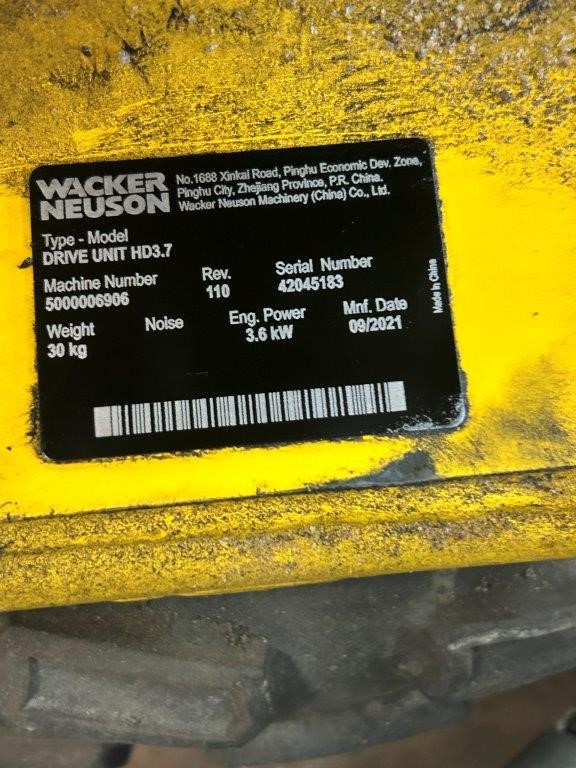 WACKER
NEUSON
No.1688 Xinkai Road, Pinghu Economic Dev. Zone,
Pinghu City, Zhejiang Province, P.R. China.
Wacker Neuson Machinery (China) Co., Ltd.
Type - Model
DRIVE UNIT HD3.7
Machine Number Rev. Serial Number
5000006906 110 42045183
Weight Noise Eng. Power Mnf. Date
30 kg 3.6 kW 09/2021
Made in China